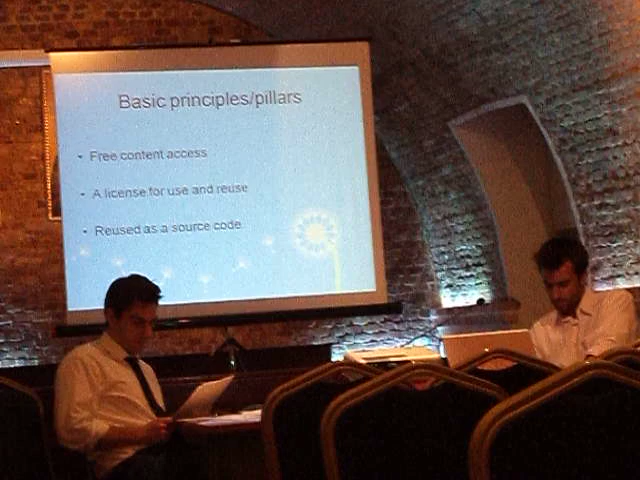 Basic principles/pillars
• Free content access
• A license for use and reuse
• Reused as a source code